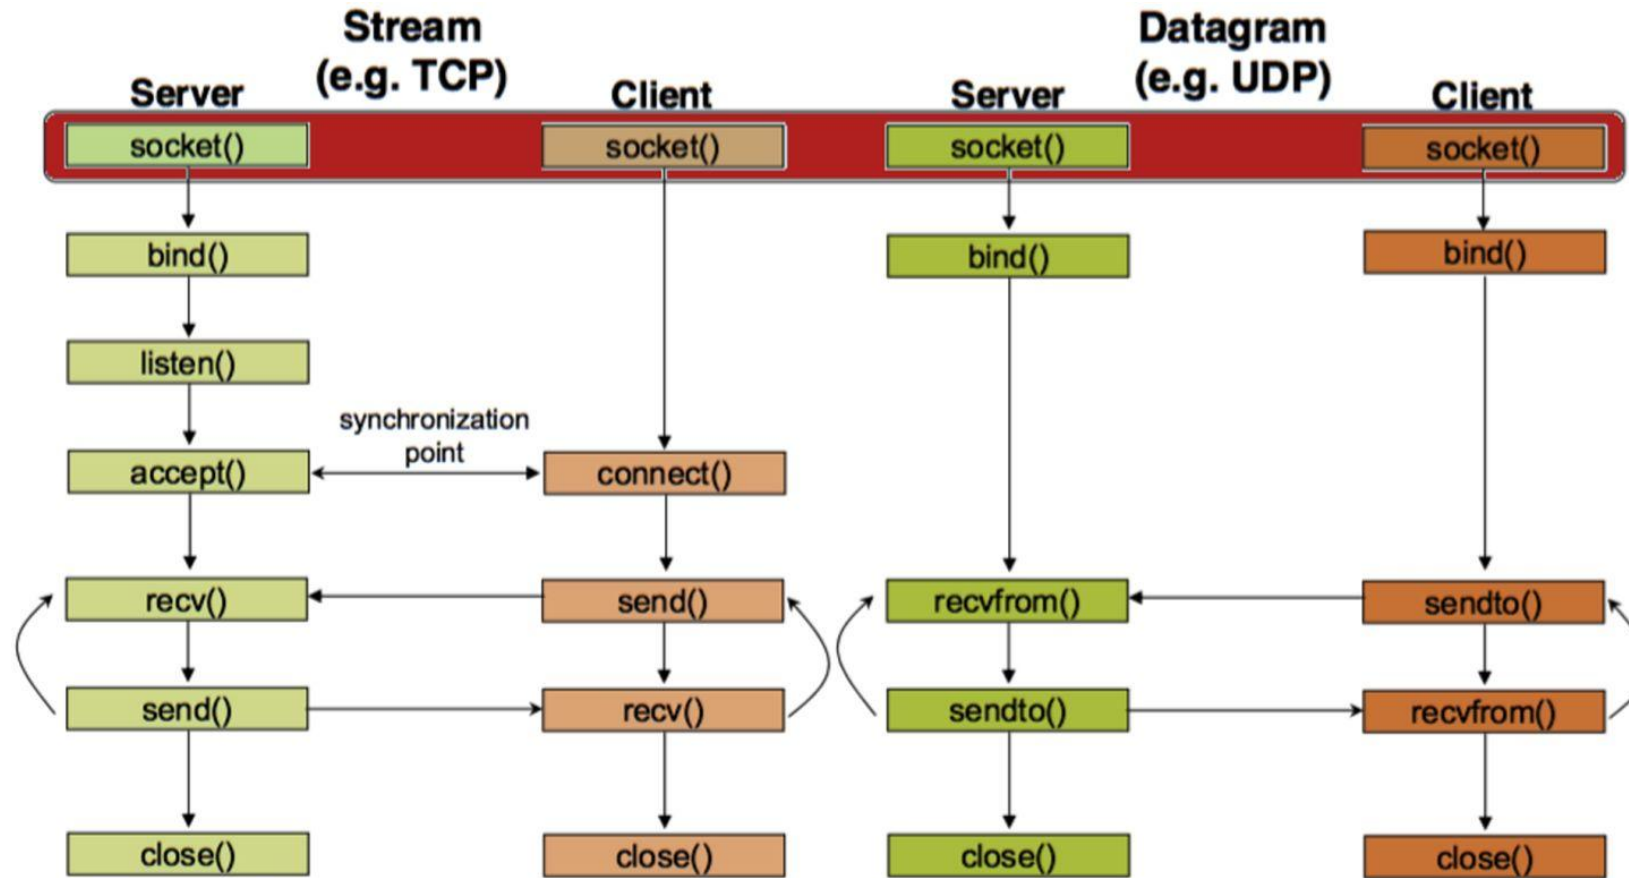 Stream
(e.g. TCP)
Datagram
(e.g. UDP)
Server
Client
Server
Client
socket()
socket()
socket()
socket()
bind()
bind()
bind()
listen()
synchronization
point
accept()
connect()
recv()
send()
recvfrom()
sendto()
send()
recv()
sendto()
recvfrom()
close()
close()
close()
close()